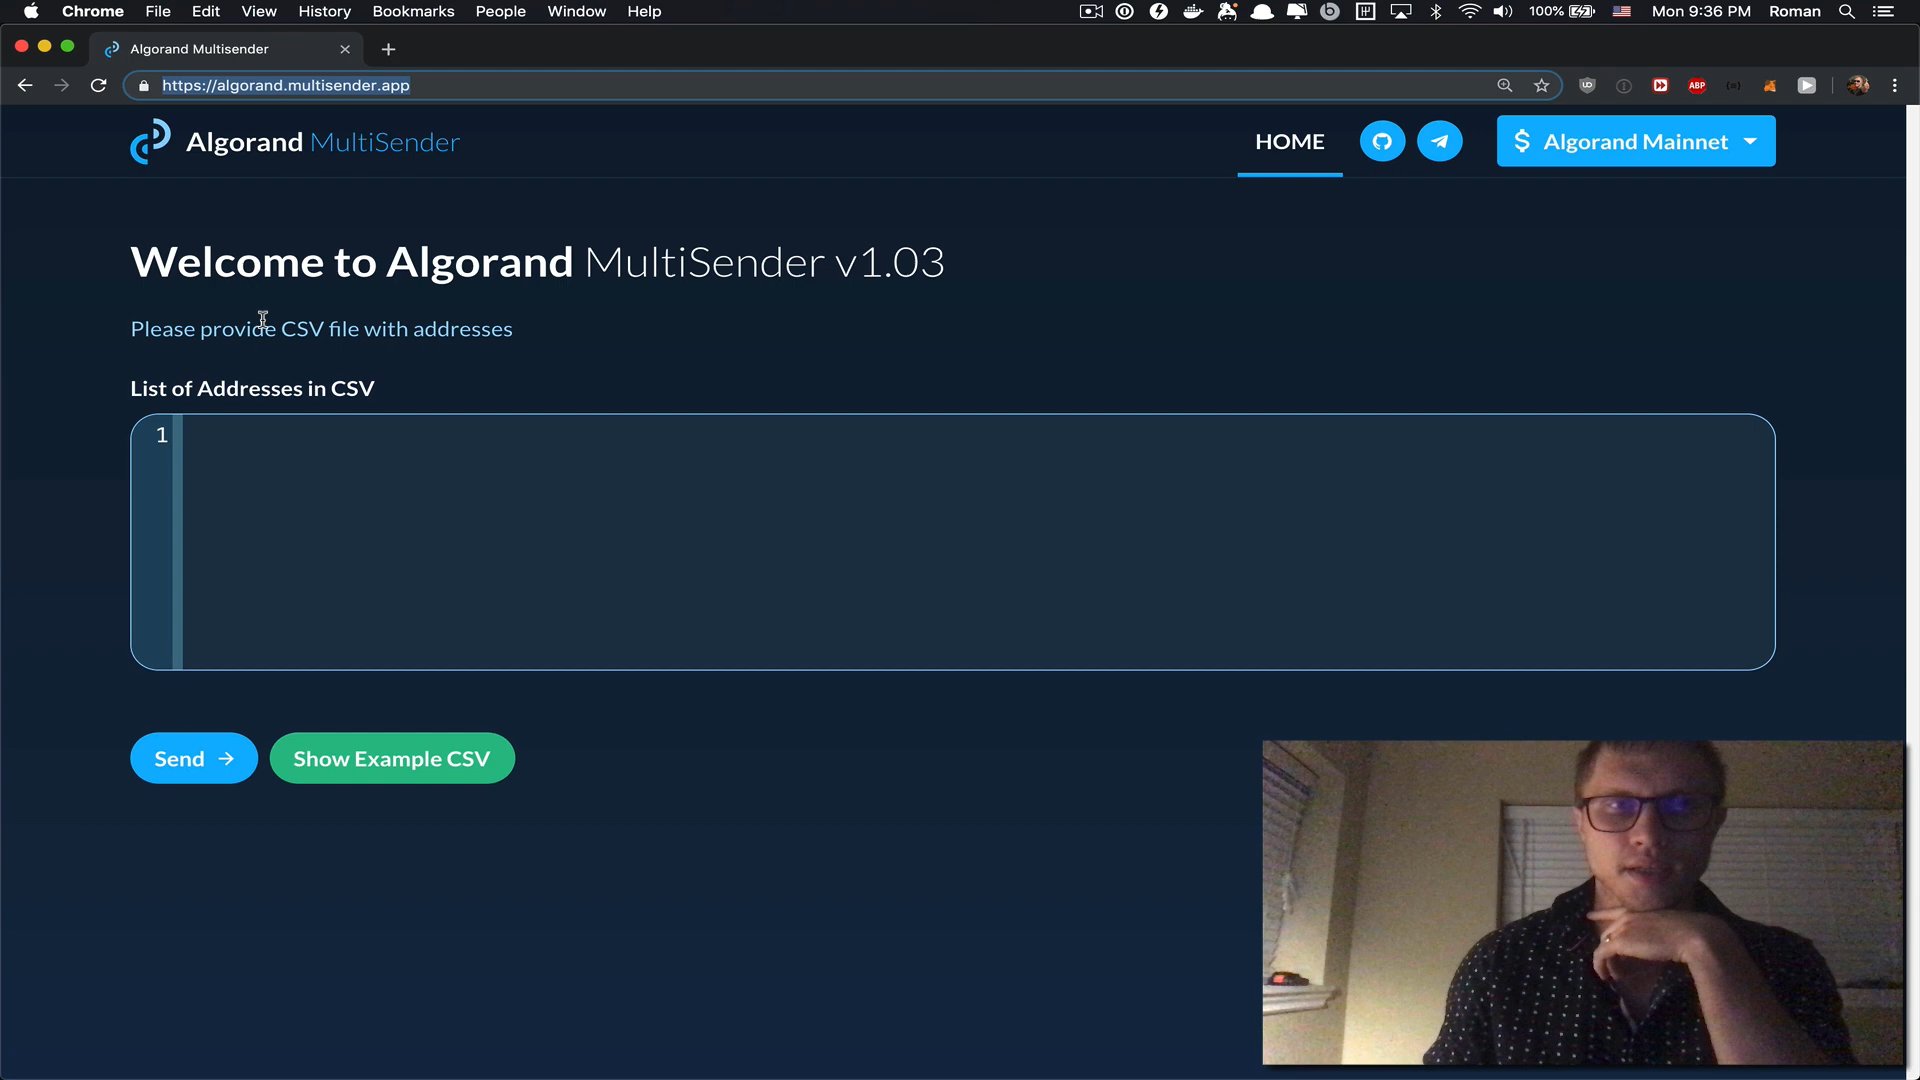 Chrome File Edit View History Bookmarks People Window Help 100% Mon 9:36 PM Roman
Algorand Multisender
https://algorand.multisender.app
ABP
Algorand MultiSender
HOME
$ Algorand Mainnet
Welcome to Algorand MultiSender v1.03
Please provide CSV file with addresses
List of Addresses in CSV
1
Send →
Show Example CSV